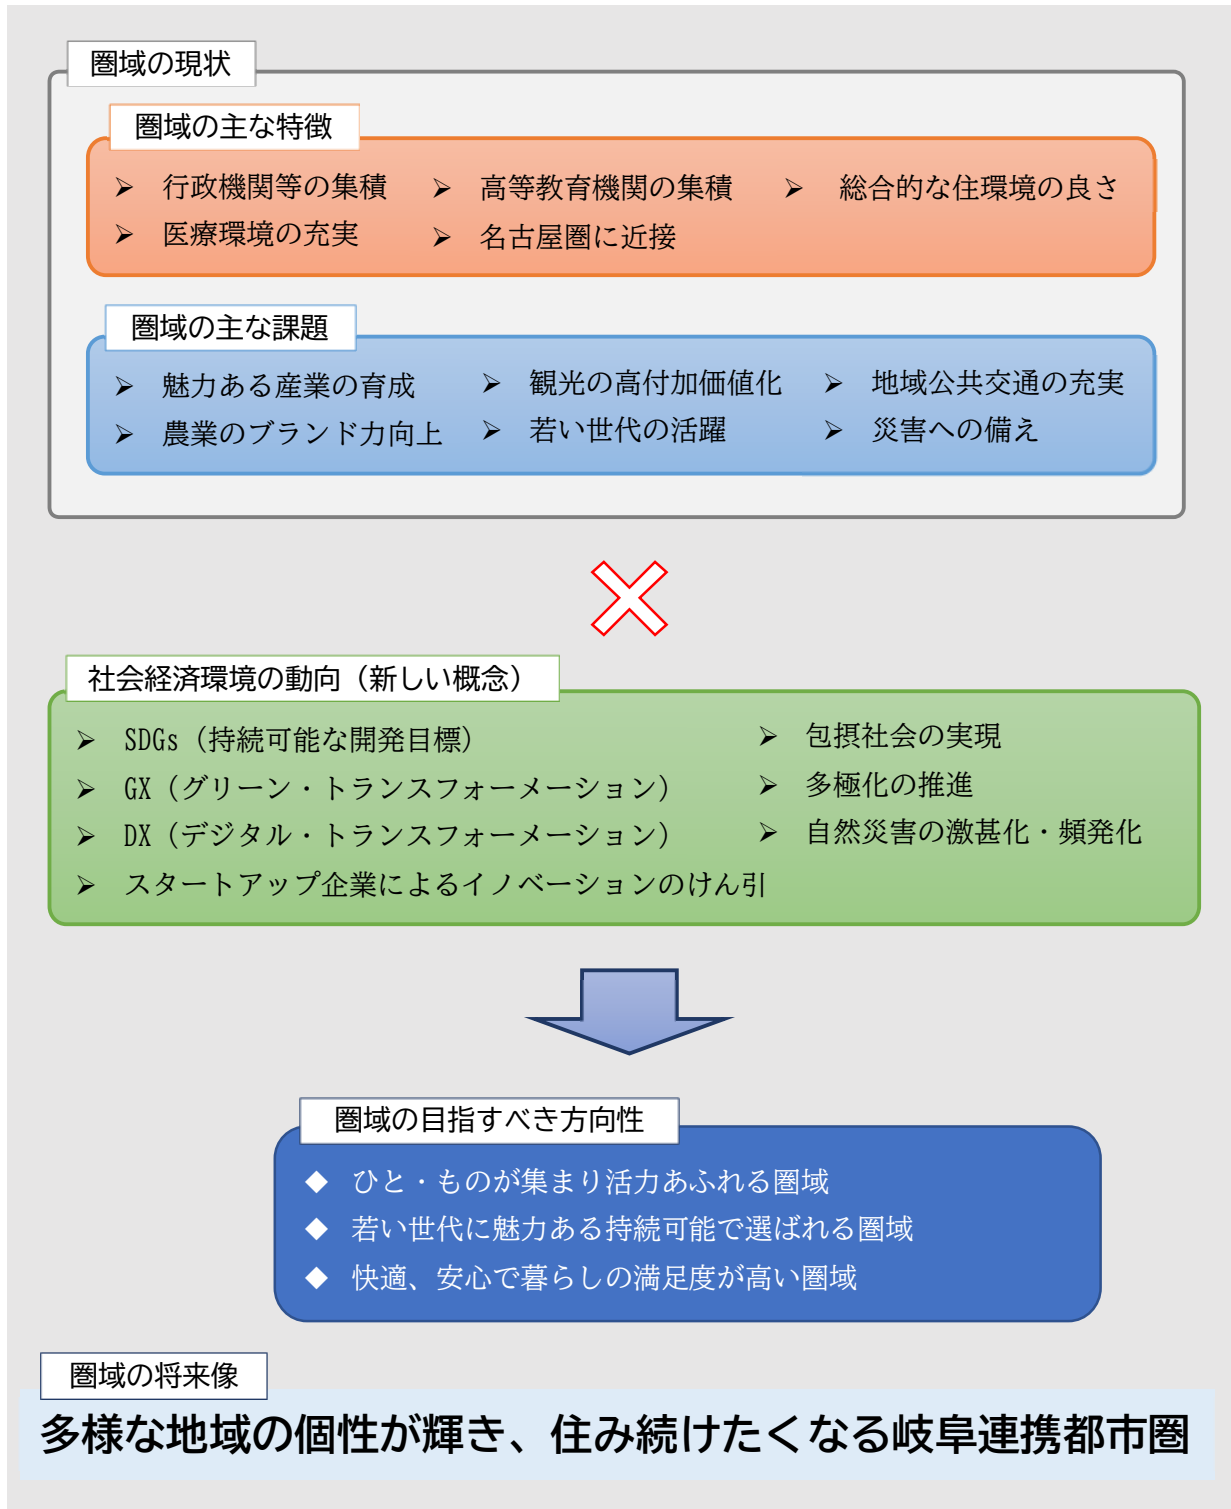 圏域の現状
圏域の主な特徴
➢ 行政機関等の集積
➢ 高等教育機関の集積
➢ 総合的な住環境の良さ
➢ 医療環境の充実
➢ 名古屋圏に近接
圏域の主な課題
➢ 魅力ある産業の育成
➢ 観光の高付加価値化
➢ 地域公共交通の充実
➢ 農業のブランド力向上
➢ 若い世代の活躍
➢ 災害への備え
社会経済環境の動向（新しい概念）
➢ SDGs（持続可能な開発目標）
➢ GX（グリーン・トランスフォーメーション）
➢ DX（デジタル・トランスフォーメーション）
➢ スタートアップ企業によるイノベーションのけん引
➢ 包摂社会の実現
➢ 多極化の推進
➢ 自然災害の激甚化・頻発化
圏域の目指すべき方向性
◆ ひと・ものが集まり活力あふれる圏域
◆ 若い世代に魅力ある持続可能で選ばれる圏域
◆ 快適、安心で暮らしの満足度が高い圏域
圏域の将来像
多様な地域の個性が輝き、住み続けたくなる岐阜連携都市圏